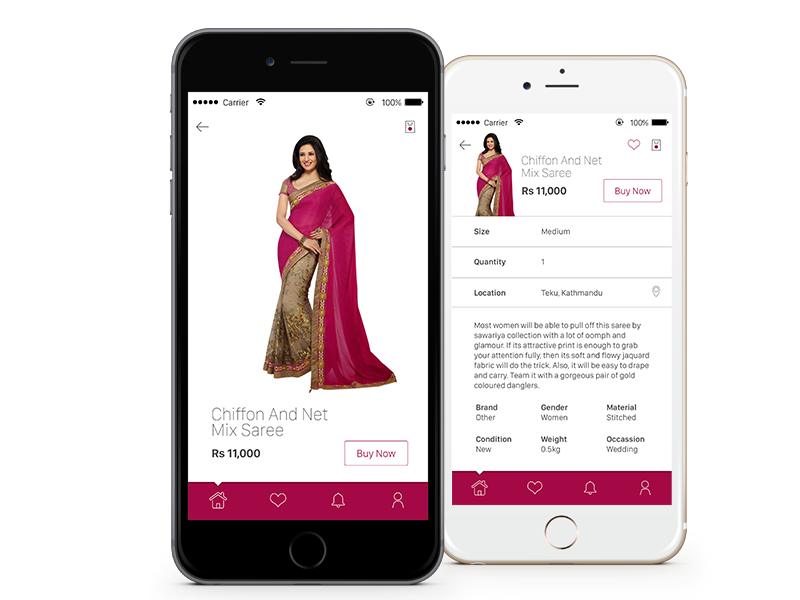 Carrier
100%
Chiffon And Net
Mix Saree
Rs 11,000
Buy Now
Carrier
100%
Chiffon And Net
Mix Saree
Rs 11,000
Buy Now
Size Medium
Quantity 1
Location Teku, Kathmandu
Most women will be able to pull off this saree by
sawariya collection with a lot of oomph and
glamour. If its attractive print is enough to grab
your attention fully, then its soft and flowy jaquard
fabric will do the trick. Also, it will be easy to drape
and carry. Team it with a gorgeous pair of gold
coloured danglers.
Brand Gender Material
Other Women Stitched
Condition Weight Occassion
New 0.5kg Wedding